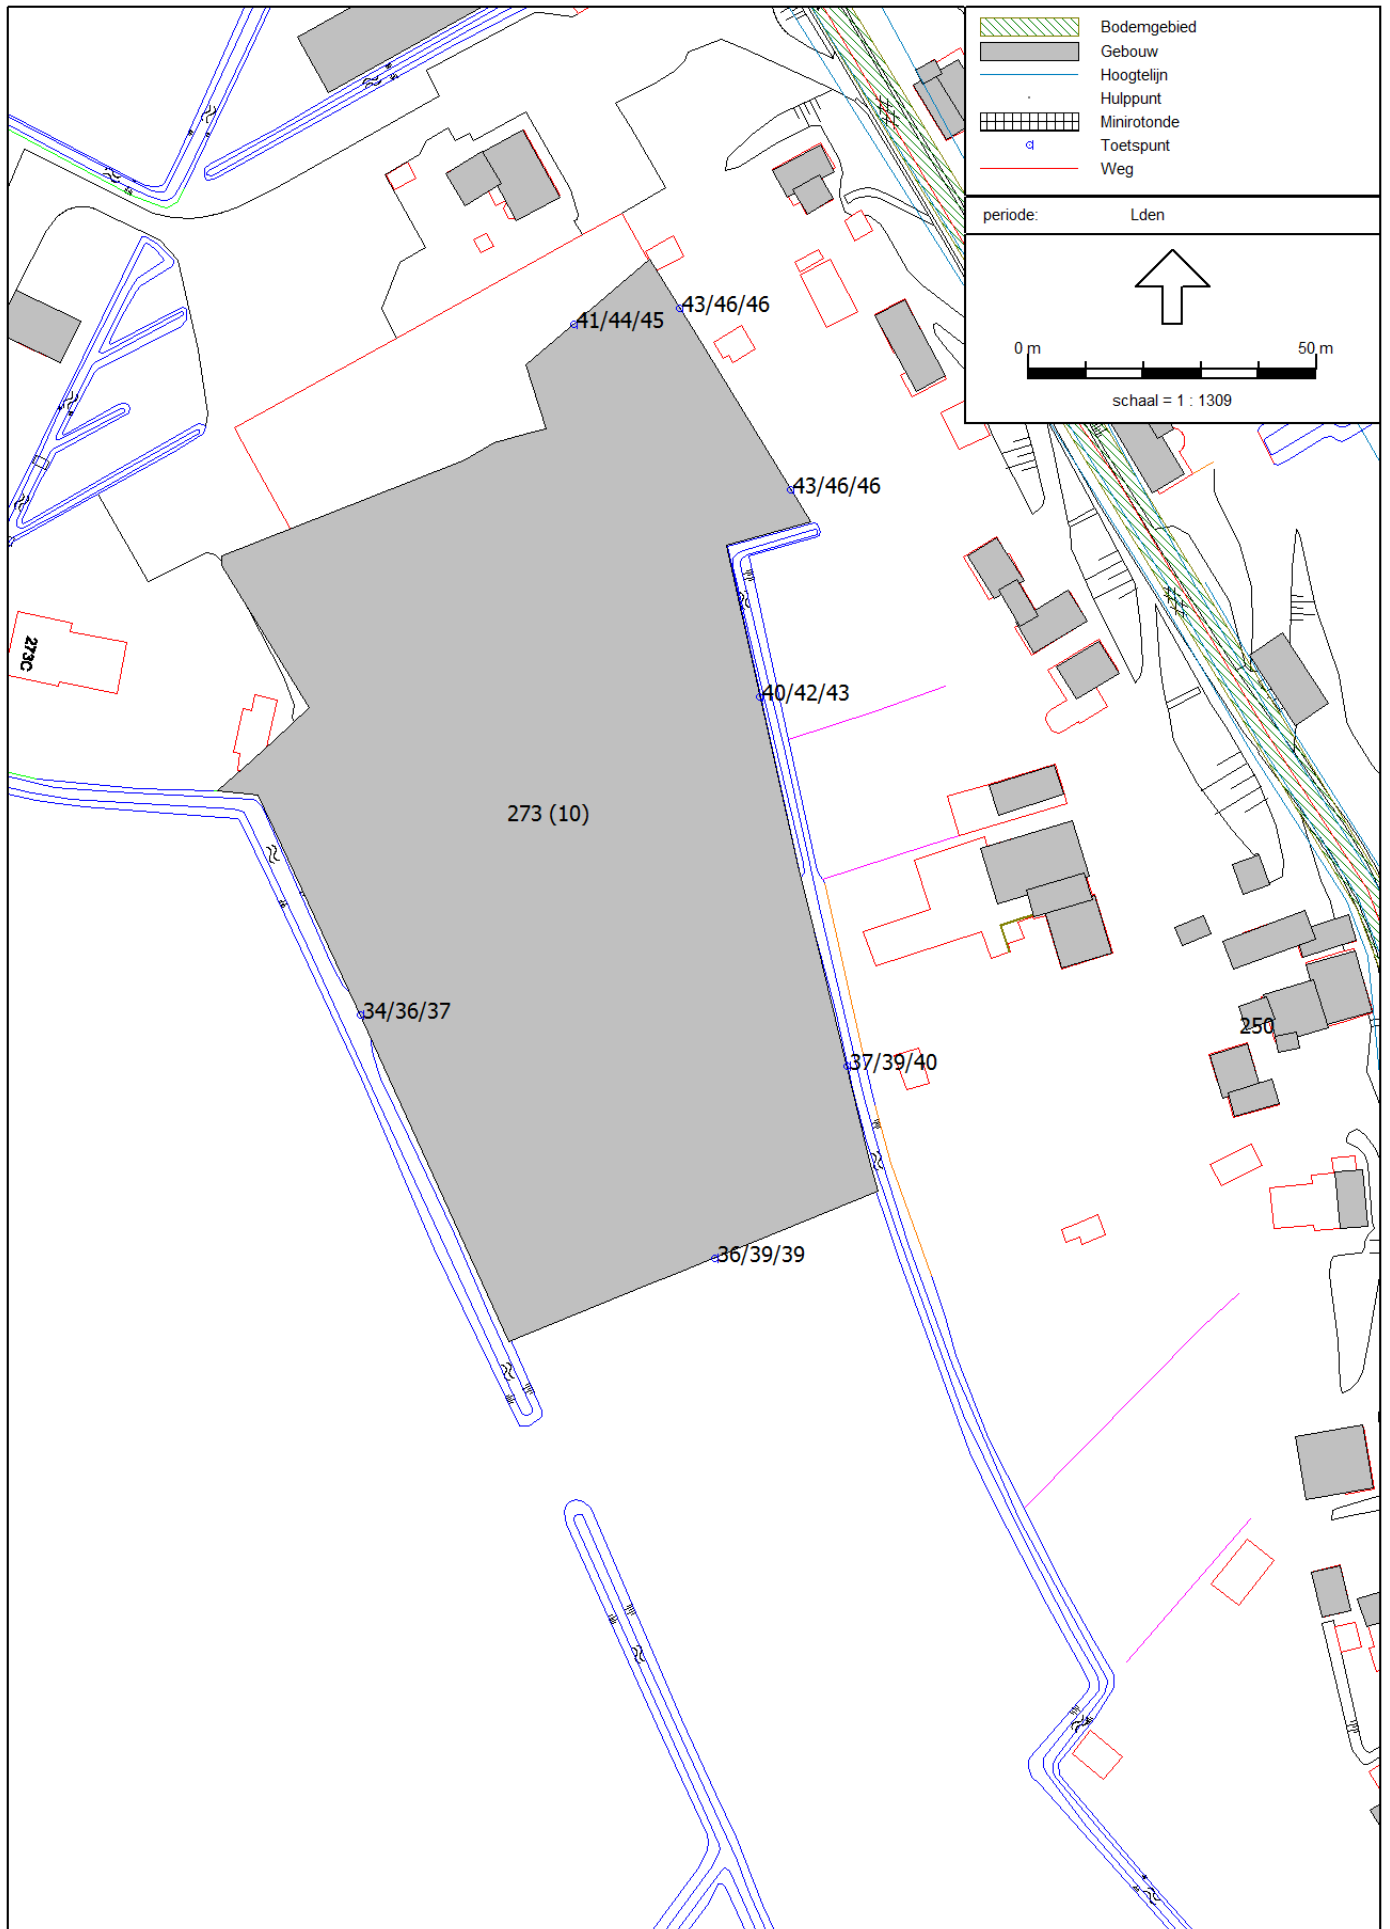 Bodemgebied
Gebouw
Hoogtelijn
Hulppunt
Minirotonde
Toetspunt
Weg
periode: Lden
0 m 50 m
schaal = 1 : 1309
43/46/46
41/44/45
43/46/46
273C
40/42/43
273 (10)
34/36/37
250
37/39/40
36/39/39